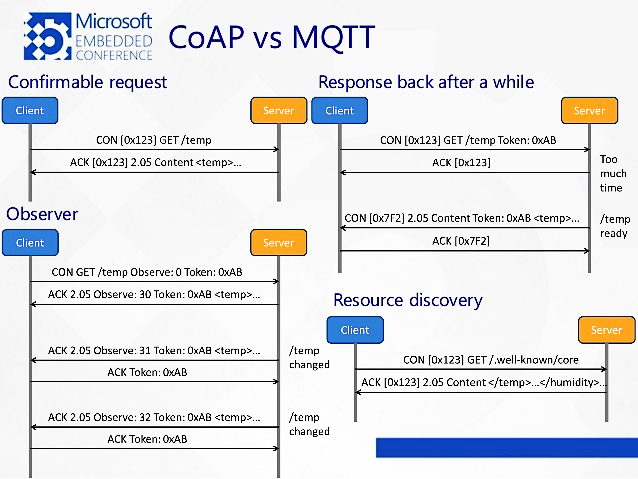 Microsoft
EMBEDDED
CONFERENCE
CoAP vs MQTT
Confirmable request
Client
Server
CON [0x123] GET /temp
ACK [0x123] 2.05 Content <temp>...
Response back after a while
Client
Server
CON [0x123] GET /temp Token: 0xAB
ACK [0x123]
Too
much
time
CON [0x7F2] 2.05 Content Token: 0xAB <temp>...
/temp
ready
ACK [0x7F2]
Observer
Client
Server
CON GET /temp Observe: 0 Token: 0xAB
ACK 2.05 Observe: 30 Token: 0xAB <temp>...
ACK 2.05 Observe: 31 Token: 0xAB <temp>...
/temp
changed
ACK Token: 0xAB
ACK 2.05 Observe: 32 Token: 0xAB <temp>...
/temp
changed
ACK Token: 0xAB
Resource discovery
Client
Server
CON [0x123] GET /.well-known/core
ACK [0x123] 2.05 Content </temp>...</humidity>...